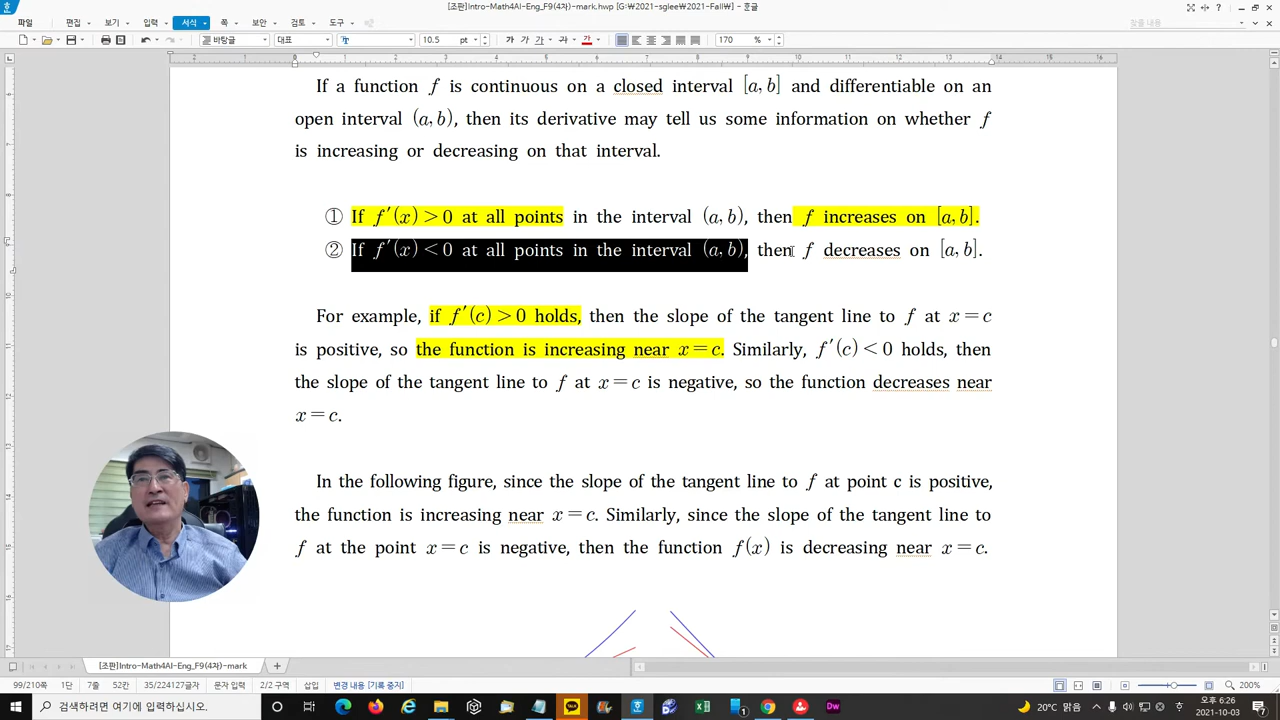 [조판]Intro-Math4AI-Eng_F9(4차)-mark.hwp [G:₩2021-sglee₩2021-Fall₩] - 훈글
파일 편집 보기 입력 서식 쪽 보안 검토 도구 찾을 내용
바탕글 대표 10.5 pt 가 가 가 가 가 170 %
If a function f is continuous on a closed interval [a, b] and differentiable on an
open interval (a, b), then its derivative may tell us some information on whether f
is increasing or decreasing on that interval.
① If f′(x) > 0 at all points in the interval (a, b), then f increases on [a, b].
② If f′(x) < 0 at all points in the interval (a, b), then f decreases on [a, b].
For example, if f′(c) > 0 holds, then the slope of the tangent line to f at x = c
is positive, so the function is increasing near x = c. Similarly, f′(c) < 0 holds, then
the slope of the tangent line to f at x = c is negative, so the function decreases near
x = c.
In the following figure, since the slope of the tangent line to f at point c is positive,
the function is increasing near x = c. Similarly, since the slope of the tangent line to
f at the point x = c is negative, then the function f(x) is decreasing near x = c.
[조판]Intro-Math4AI-Eng_F9(4차)-mark
99/210쪽 1단 7줄 52칸 35/224127글자 문자 입력 2/2 구역 삽입 변경 내용 [기록 중지] 200%
검색하려면 여기에 입력하십시오. 20°C 맑음 오후 6:26
2021-10-03